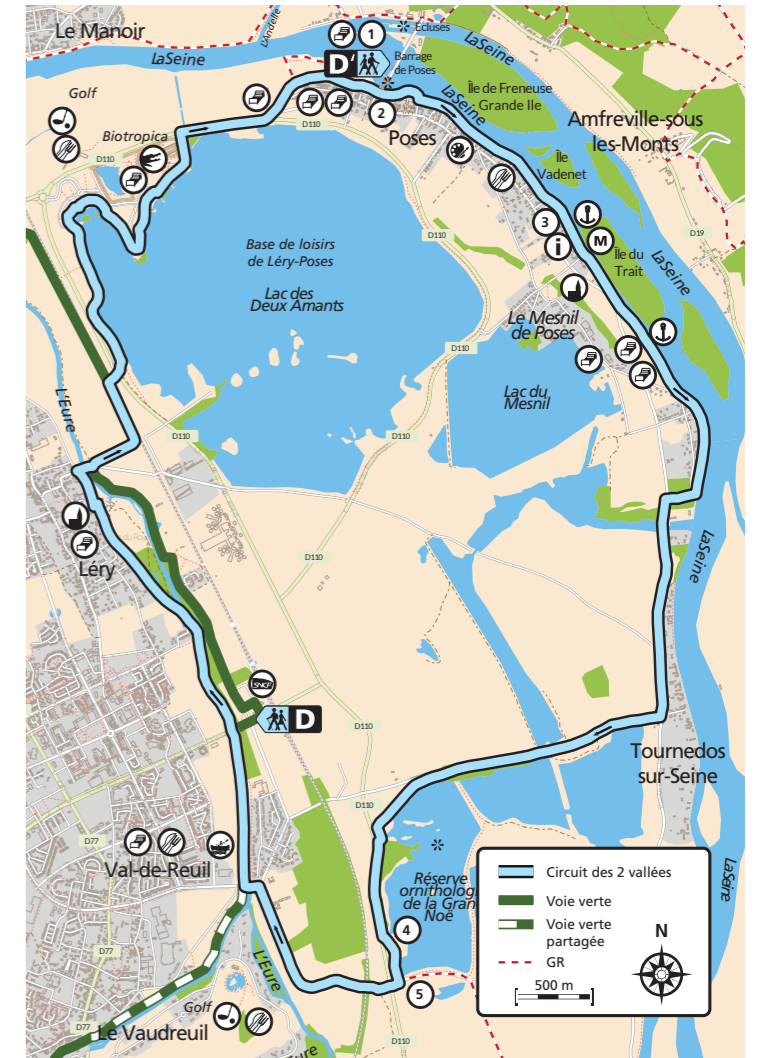 Le Manoir
L'Andelle
1
Écluses
LaSeine
LaSeine
D'
Barrage
de Poses
Golf
Île de Freneuse
Grande Ile
LaSeine
Amfreville-sous
les-Monts
D110
2
Biotropica
Poses
D110
Île
Vadenet
3
D110
M
D19
i
Base de loisirs
de Léry-Poses
Île du
Trait
LaSeine
Lac des
Deux Amants
Le Mesnil
de Poses
D110
Lac du
Mesnil
L'Eure
D110
D110
Léry
LaSeine
D110
SNCF
D
D110
Tournedos
sur-Seine
D110
D77
Val-de-Reuil
Réserve
ornitholog
de la Gran
Noë
4
LaSeine
D77
L'Eure
5
Golf
D77
Le Vaudreuil
Circuit des 2 vallées
Voie verte
Voie verte
partagée
GR
500 m
N